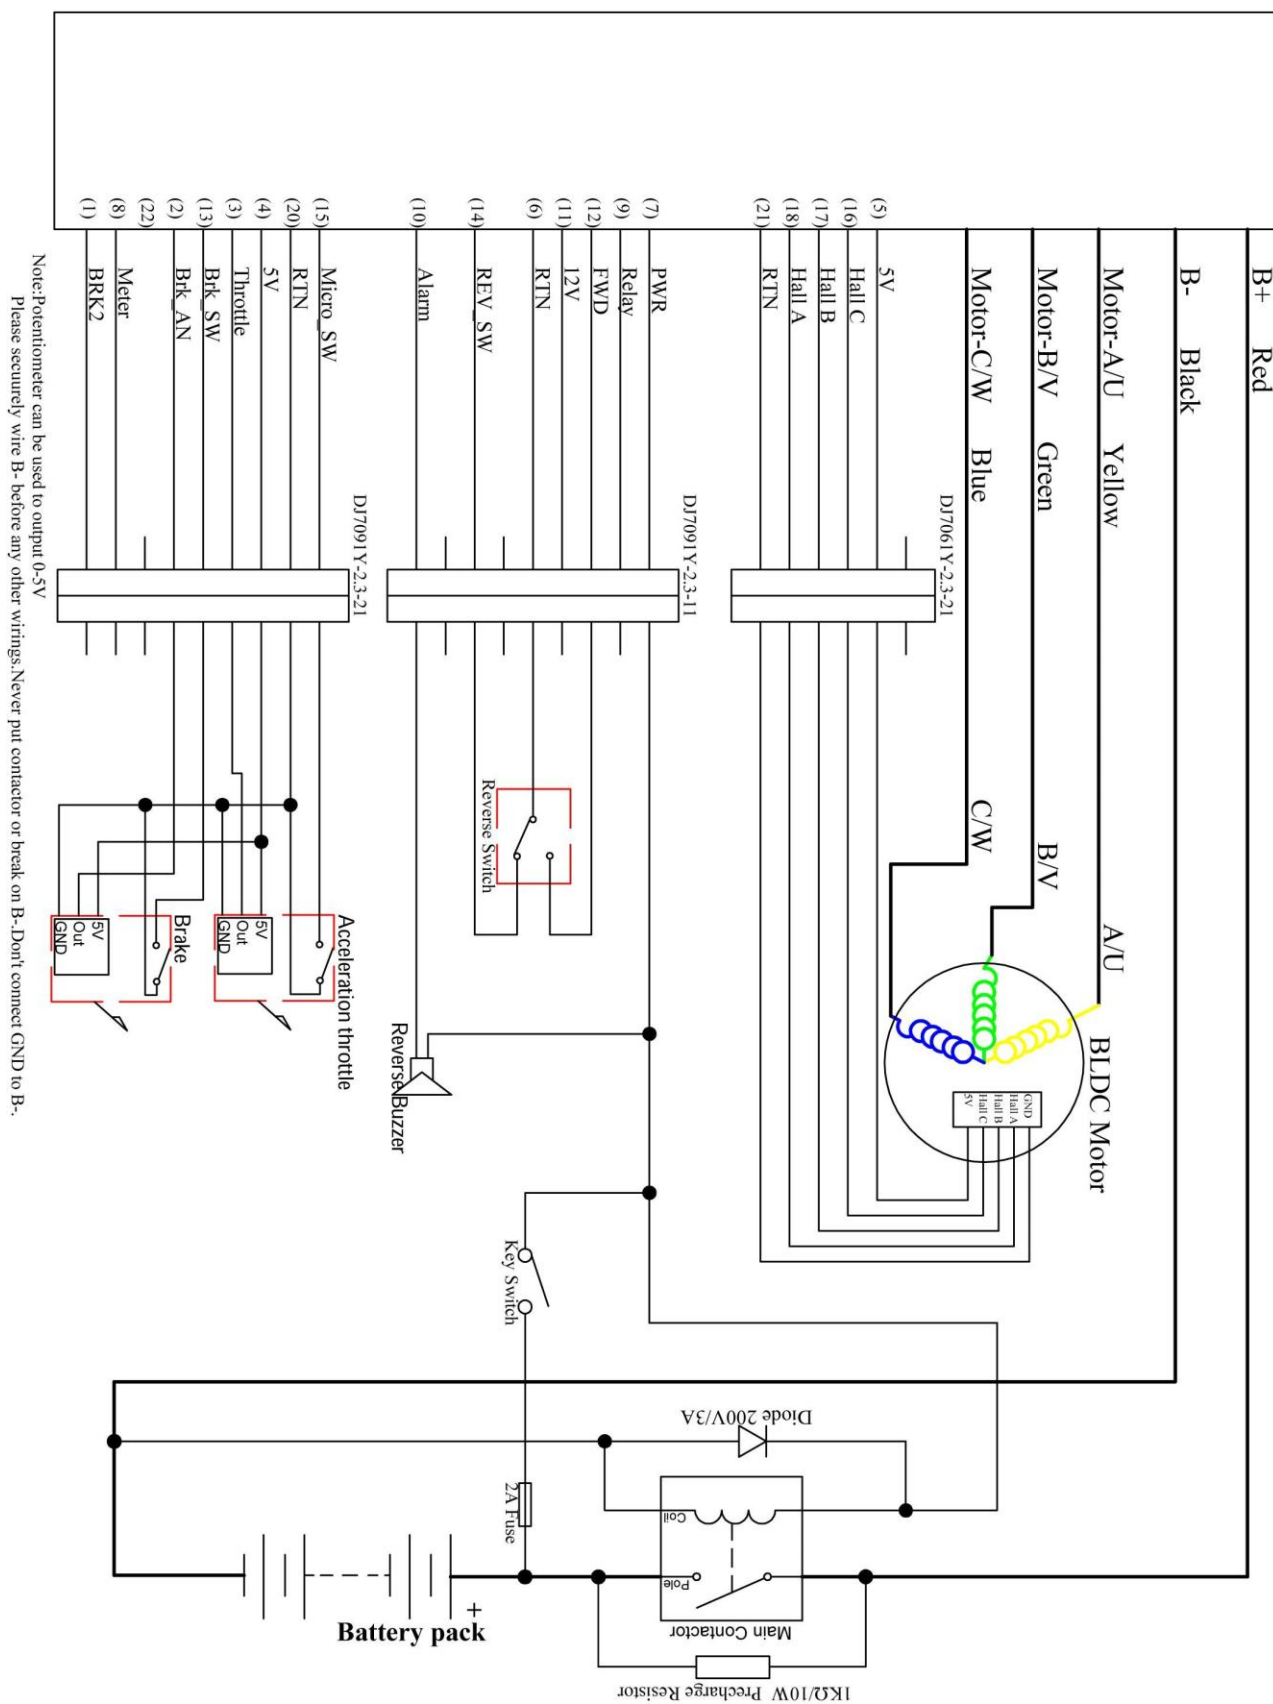 B+ Red
B- Black
Motor-A/U Yellow
Motor-B/V Green
Motor-C/W Blue
A/U
B/V
C/W
BLDC Motor
GND
Hall A
Hall B
Hall C
5V
DJ7061Y-2.3-21
(5) 5V
(16) Hall C
(17) Hall B
(18) Hall A
(21) RTN
DJ7091Y-2.3-11
(7) PWR
(9) Relay
(12) FWD
(11) 12V
(6) RTN
(14) REV_SW
(10) Alarm
Reverse Switch
Reverse Buzzer
Key Switch
2A Fuse
DJ7091Y-2.3-21
(15) Micro_SW
(20) RTN
(4) 5V
(3) Throttle
(13) Brk_SW
(2) Brk_AN
(22)
(8) Meter
(1) BRK2
Acceleration throttle
5V
Out
GND
Brake
5V
Out
GND
Diode 200V/3A
Coil
Pole
Main Contactor
1KΩ/10W Precharge Resistor
+
Battery pack
Note:Potentiometer can be used to output 0-5V
Please secuurely wire B- before any other wirings.Never put contactor or break on B-.Don't connect GND to B-.